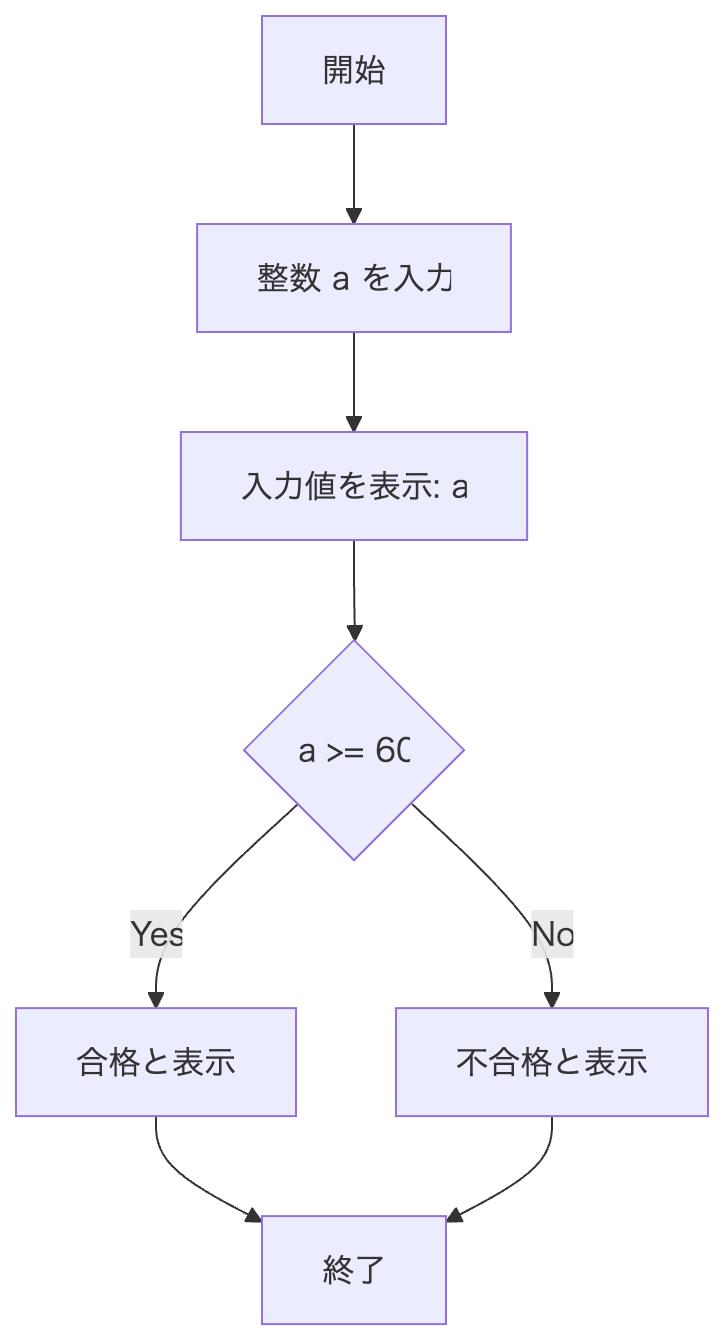 開始
整数 a を入力
入力値を表示: a
a >= 60
Yes
No
合格と表示
不合格と表示
終了